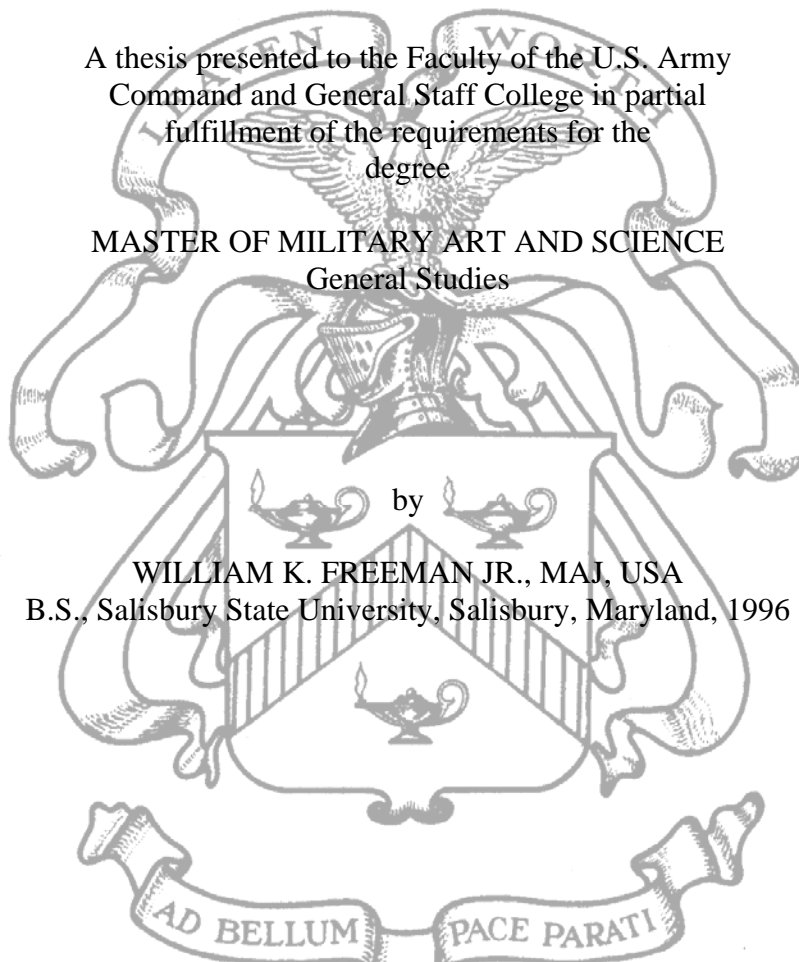 LEAVEN WORTH
A thesis presented to the Faculty of the U.S. Army
Command and General Staff College in partial
fulfillment of the requirements for the
degree
MASTER OF MILITARY ART AND SCIENCE
General Studies
by
WILLIAM K. FREEMAN JR., MAJ, USA
B.S., Salisbury State University, Salisbury, Maryland, 1996
AD BELLUM PACE PARATI